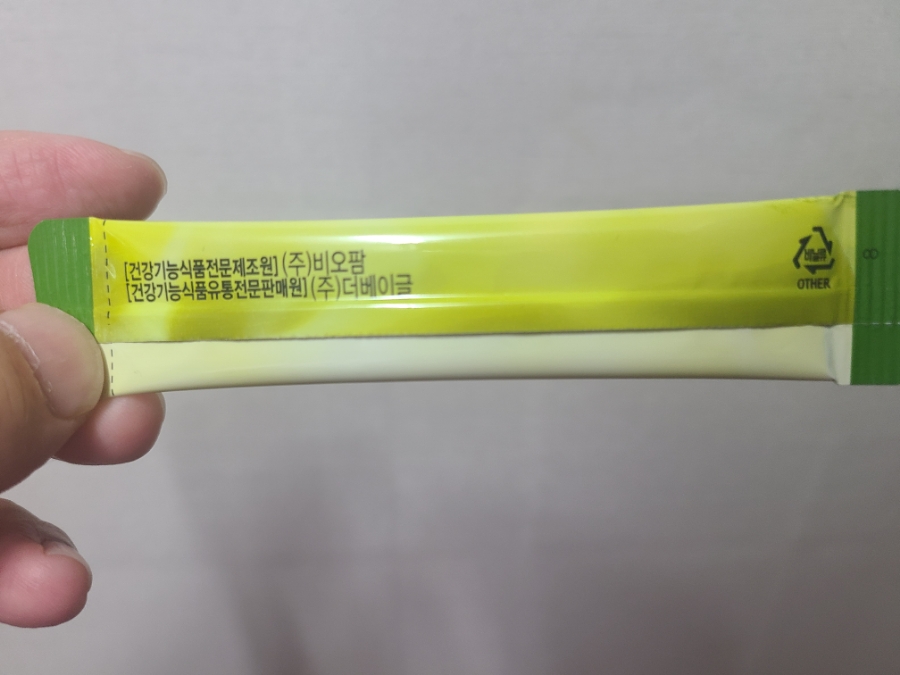 [건강기능식품전문제조원] (주)비오팜
[건강기능식품유통전문판매원] (주)더베이글
비닐류
OTHER
8